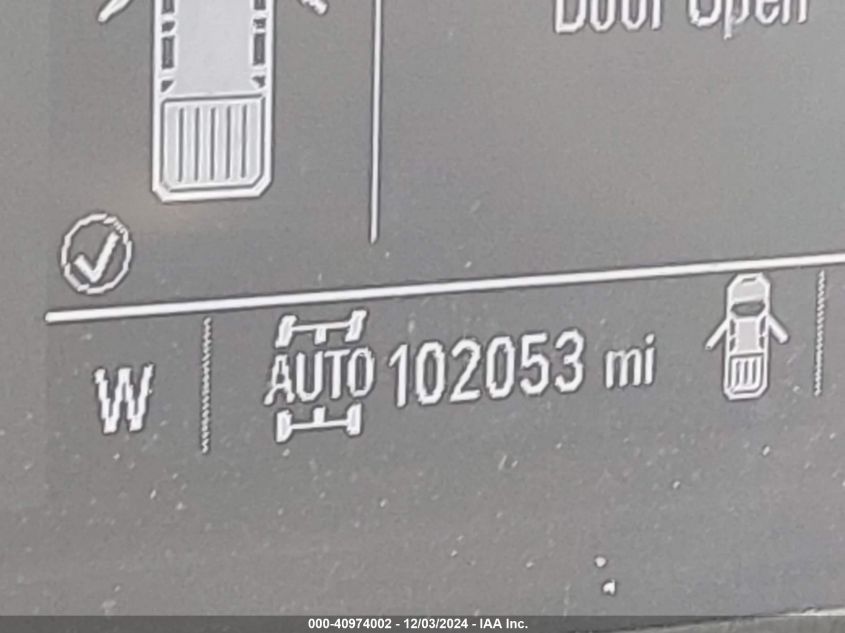 Door Open
W AUTO 102053 mi
000-40974002 - 12/03/2024 - IAA Inc.